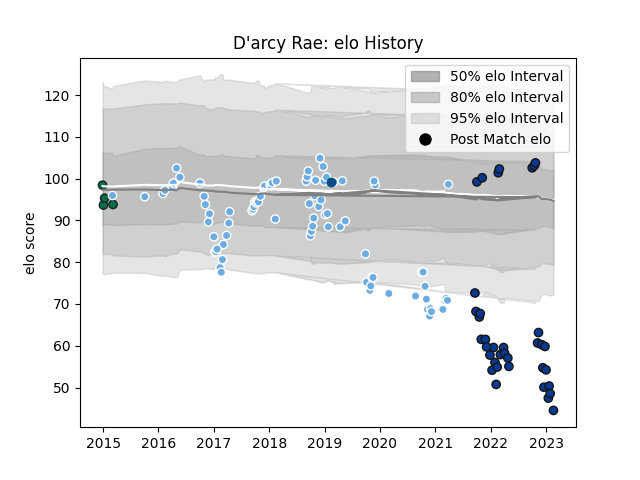 D'arcy Rae: elo History
50% elo Interval
80% elo Interval
95% elo Interval
Post Match elo
elo score
120
110
100
90
80
70
60
50
2015 2016 2017 2018 2019 2020 2021 2022 2023